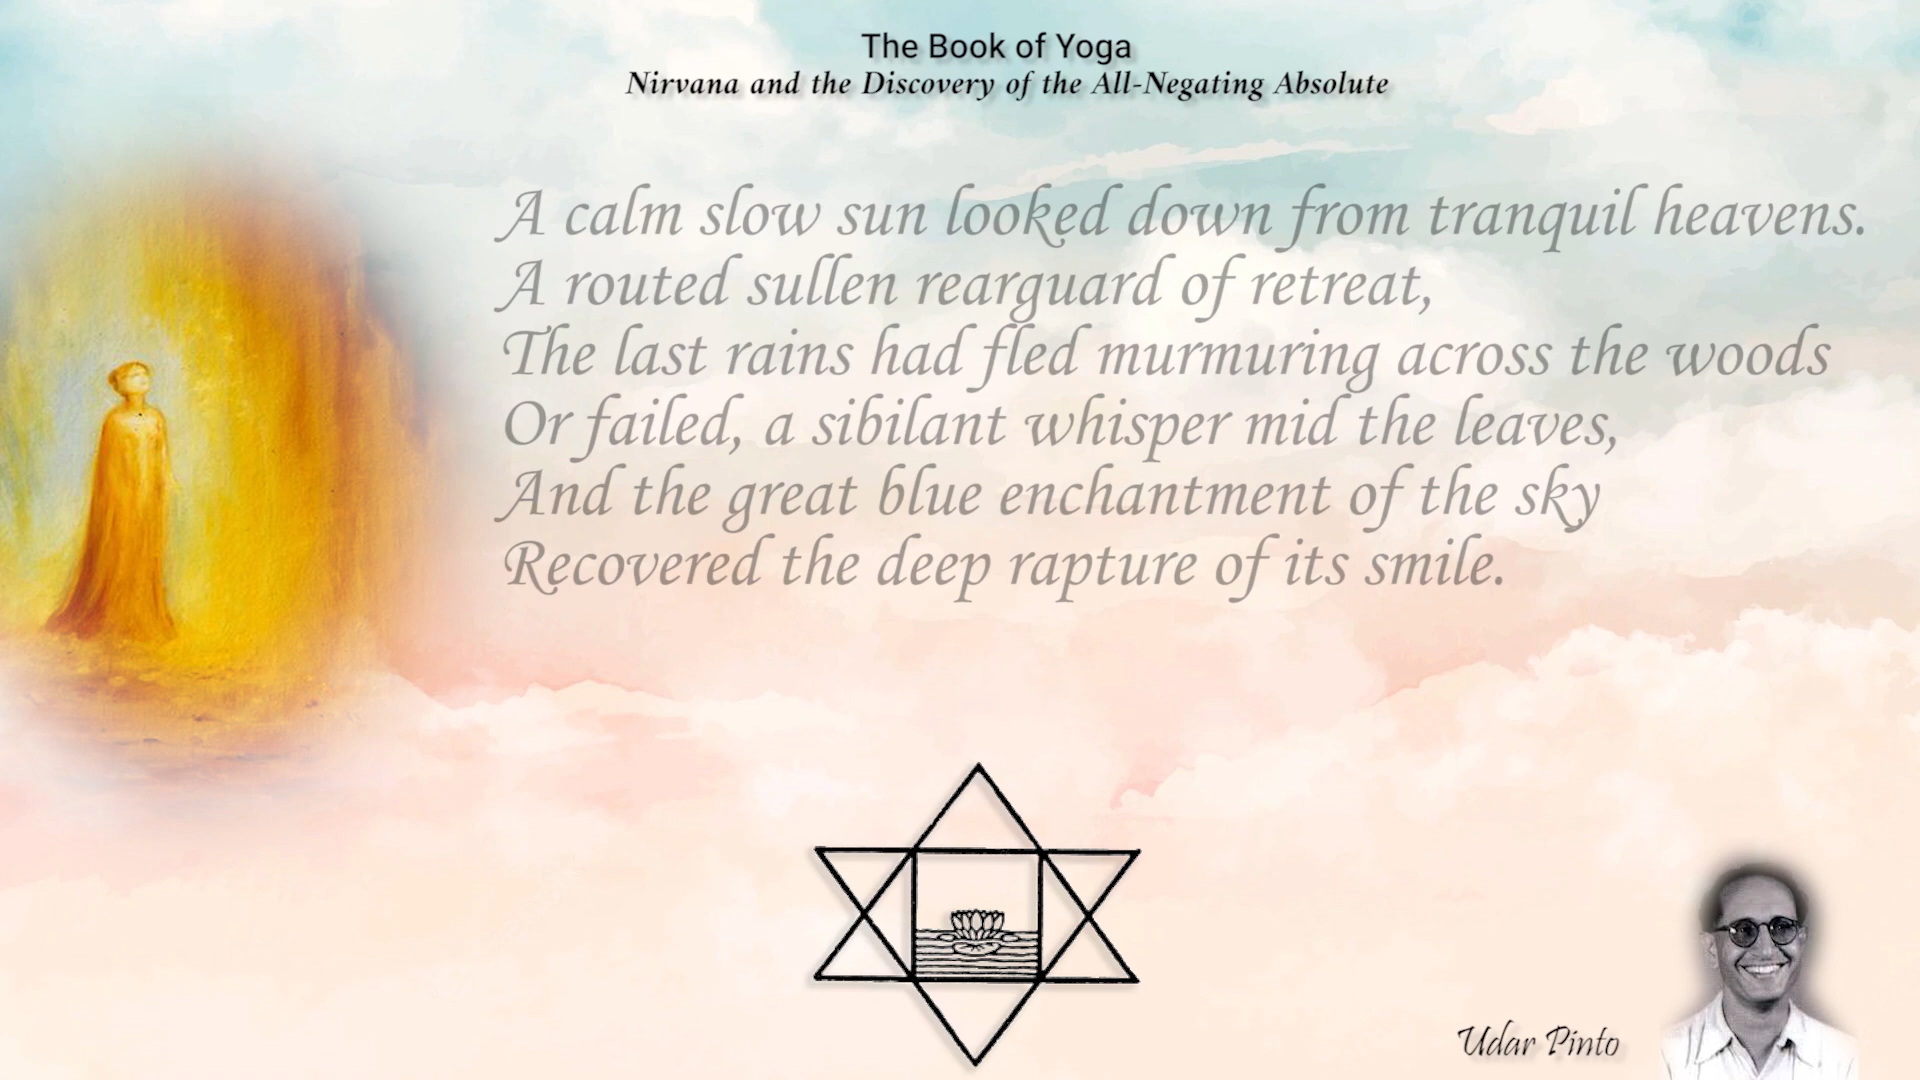 The Book of Yoga
Nirvana and the Discovery of the All-Negating Absolute
A calm slow sun looked down from tranquil heavens.
A routed sullen rearguard of retreat,
The last rains had fled murmuring across the woods
Or failed, a sibilant whisper mid the leaves,
And the great blue enchantment of the sky
Recovered the deep rapture of its smile.
Udar Pinto